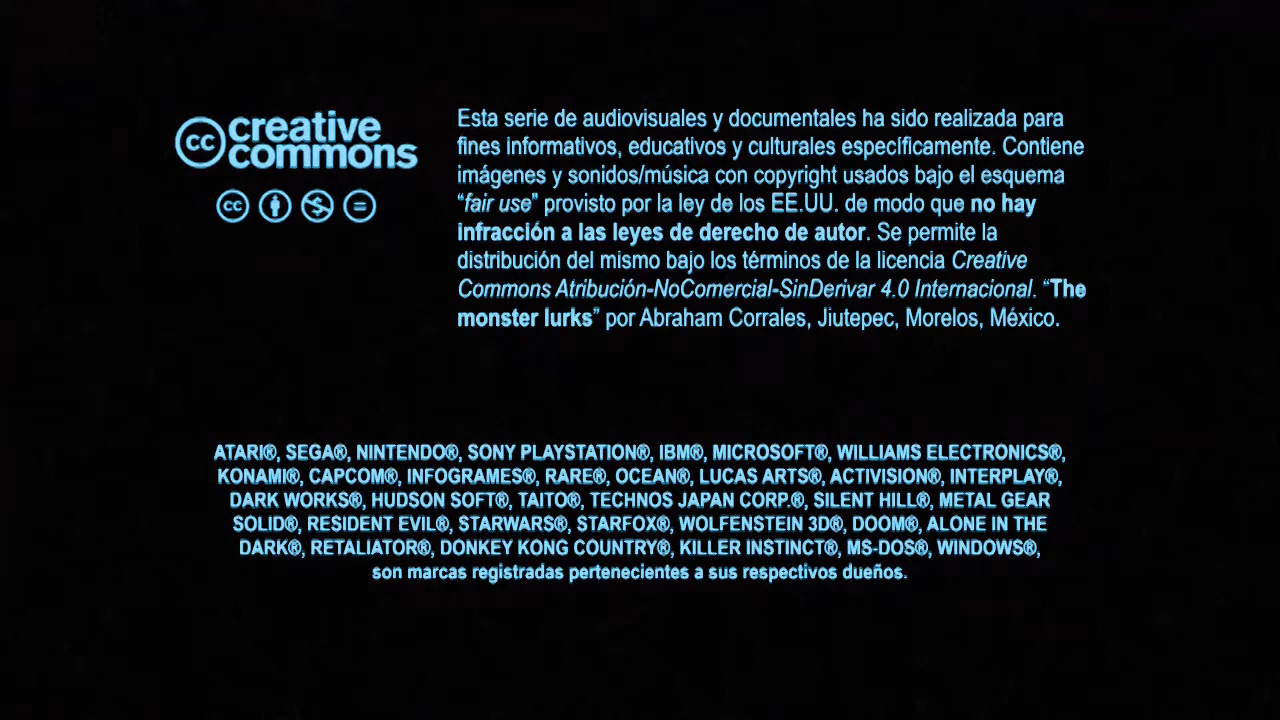 creative
commons
cc
cc
Esta serie de audiovisuales y documentales ha sido realizada para
fines informativos, educativos y culturales específicamente. Contiene
imágenes y sonidos/música con copyright usados bajo el esquema
“fair use” provisto por la ley de los EE.UU. de modo que no hay
infracción a las leyes de derecho de autor. Se permite la
distribución del mismo bajo los términos de la licencia Creative
Commons Atribución-NoComercial-SinDerivar 4.0 Internacional. “The
monster lurks” por Abraham Corrales, Jiutepec, Morelos, México.
ATARI®, SEGA®, NINTENDO®, SONY PLAYSTATION®, IBM®, MICROSOFT®, WILLIAMS ELECTRONICS®,
KONAMI®, CAPCOM®, INFOGRAMES®, RARE®, OCEAN®, LUCAS ARTS®, ACTIVISION®, INTERPLAY®,
DARK WORKS®, HUDSON SOFT®, TAITO®, TECHNOS JAPAN CORP.®, SILENT HILL®, METAL GEAR
SOLID®, RESIDENT EVIL®, STARWARS®, STARFOX®, WOLFENSTEIN 3D®, DOOM®, ALONE IN THE
DARK®, RETALIATOR®, DONKEY KONG COUNTRY®, KILLER INSTINCT®, MS-DOS®, WINDOWS®,
son marcas registradas pertenecientes a sus respectivos dueños.